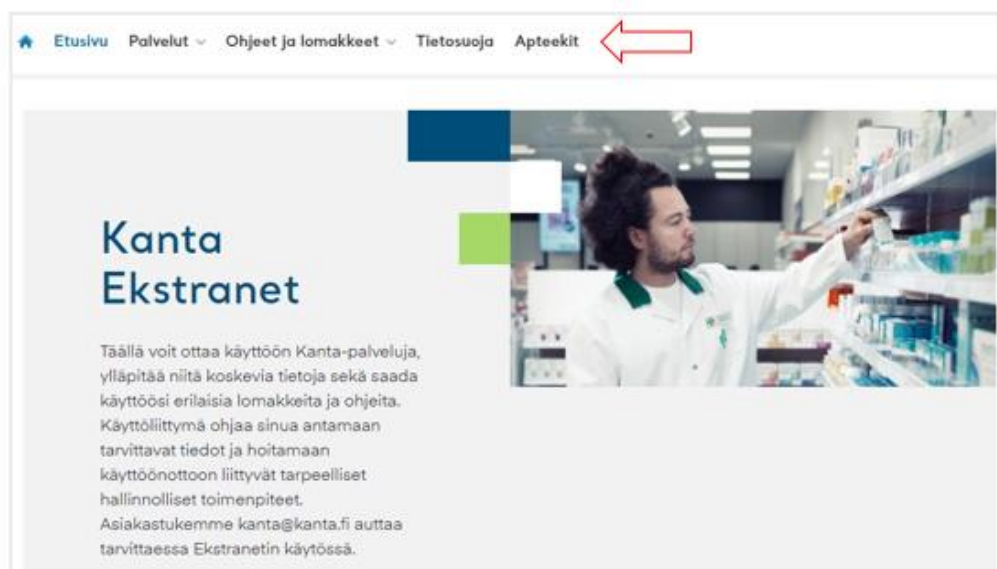 Etusivu Palvelut Ohjeet ja lomakkeet Tietosuoja Apteekit
Kanta
Ekstranet
Täällä voit ottaa käyttöön Kanta-palveluja,
ylläpitää niitä koskevia tietoja sekä saada
käyttöösi erilaisia lomakkeita ja ohjeita.
Käyttöliittymä ohjaa sinua antamaan
tarvittavat tiedot ja hoitamaan
käyttöönottoon liittyvät tarpeelliset
hallinnolliset toimenpiteet.
Asiakastukemme kanta@kanta.fi auttaa
tarvittaessa Ekstranetin käytössä.